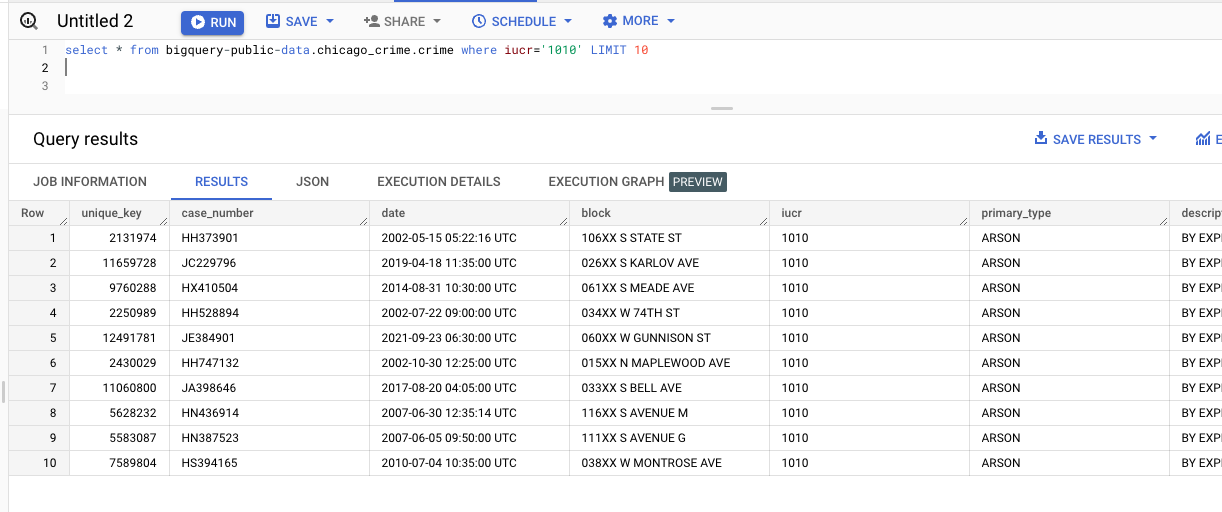 Untitled 2 RUN SAVE SHARE SCHEDULE MORE
1 select * from bigquery-public-data.chicago_crime.crime where iucr='1010' LIMIT 10
2
3
Query results SAVE RESULTS E
JOB INFORMATION RESULTS JSON EXECUTION DETAILS EXECUTION GRAPH PREVIEW
Row unique_key case_number date block iucr primary_type descrip
1 2131974 HH373901 2002-05-15 05:22:16 UTC 106XX S STATE ST 1010 ARSON BY EXP
2 11659728 JC229796 2019-04-18 11:35:00 UTC 026XX S KARLOV AVE 1010 ARSON BY EXP
3 9760288 HX410504 2014-08-31 10:30:00 UTC 061XX S MEADE AVE 1010 ARSON BY EXP
4 2250989 HH528894 2002-07-22 09:00:00 UTC 034XX W 74TH ST 1010 ARSON BY EXP
5 12491781 JE384901 2021-09-23 06:30:00 UTC 060XX W GUNNISON ST 1010 ARSON BY EXP
6 2430029 HH747132 2002-10-30 12:25:00 UTC 015XX N MAPLEWOOD AVE 1010 ARSON BY EXP
7 11060800 JA398646 2017-08-20 04:05:00 UTC 033XX S BELL AVE 1010 ARSON BY EXP
8 5628232 HN436914 2007-06-30 12:35:14 UTC 116XX S AVENUE M 1010 ARSON BY EXP
9 5583087 HN387523 2007-06-05 09:50:00 UTC 111XX S AVENUE G 1010 ARSON BY EXP
10 7589804 HS394165 2010-07-04 10:35:00 UTC 038XX W MONTROSE AVE 1010 ARSON BY EXP